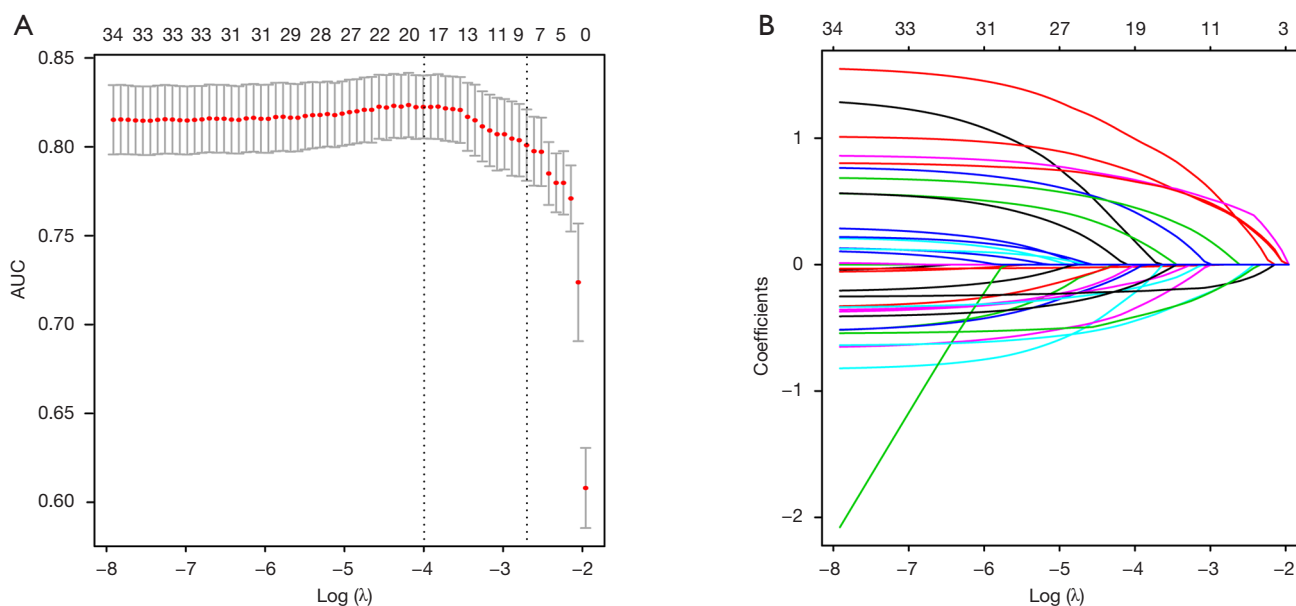 A
34 33 33 33 31 31 29 28 27 22 20 17 13 11 9 7 5 0
0.85
0.80
0.75
0.70
0.65
0.60
AUC
−8 −7 −6 −5 −4 −3 −2
Log (λ)
B
34 33 31 27 19 11 3
1
0
−1
−2
Coefficients
−8 −7 −6 −5 −4 −3 −2
Log (λ)